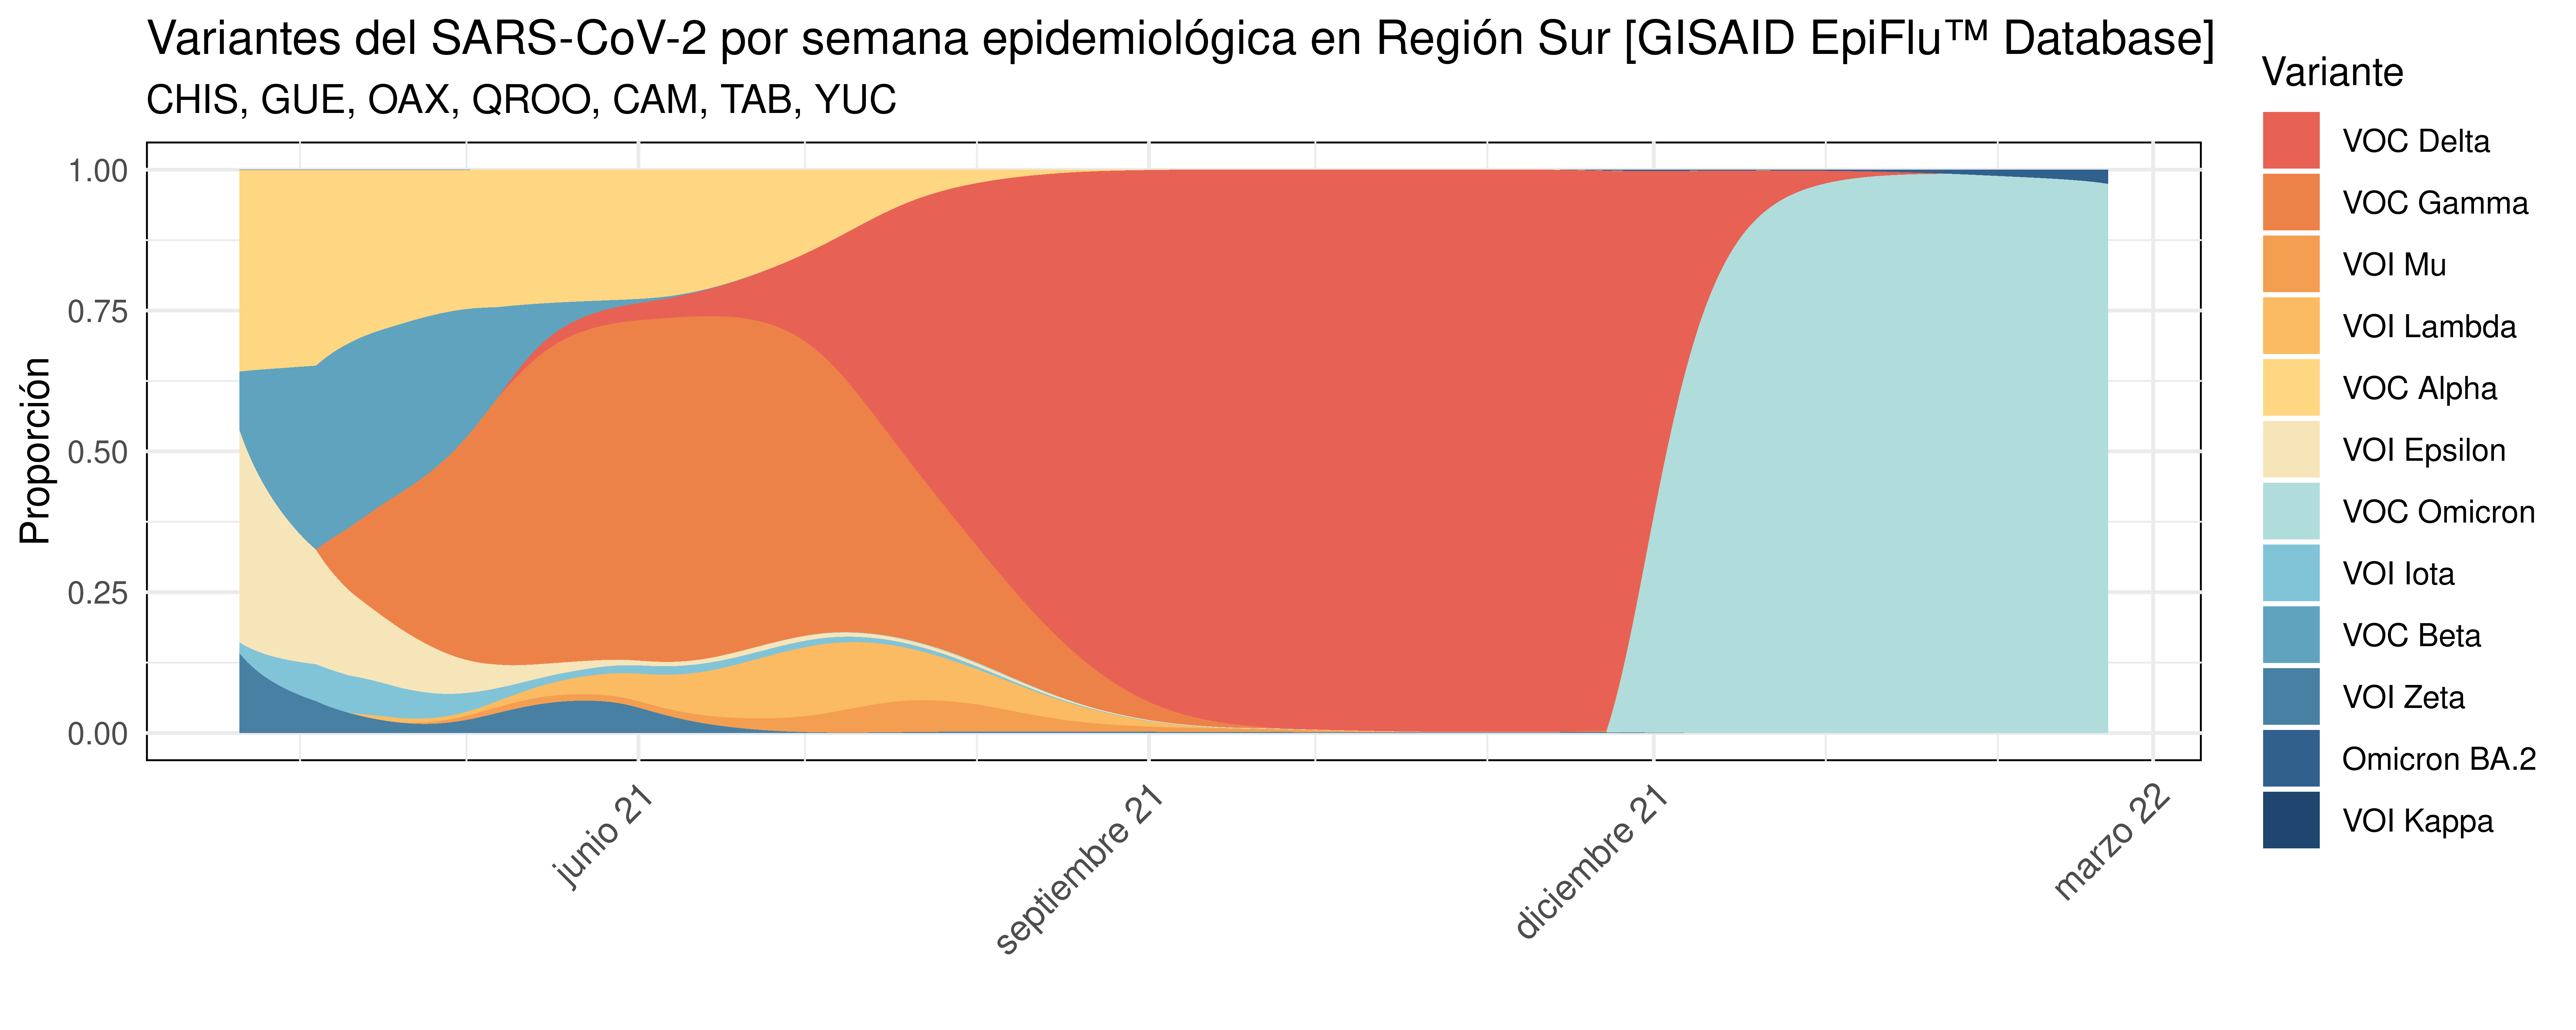 Variantes del SARS-CoV-2 por semana epidemiológica en Región Sur [GISAID EpiFlu™ Database]
CHIS, GUE, OAX, QROO, CAM, TAB, YUC
Proporción
1.00
0.75
0.50
0.25
0.00
junio 21
septiembre 21
diciembre 21
marzo 22
Variante
VOC Delta
VOC Gamma
VOI Mu
VOI Lambda
VOC Alpha
VOI Epsilon
VOC Omicron
VOI Iota
VOC Beta
VOI Zeta
Omicron BA.2
VOI Kappa